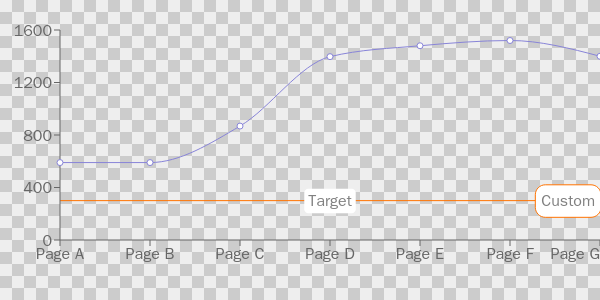 1600
1200
800
400
0
Target
Custom
Page A
Page B
Page C
Page D
Page E
Page F
Page G